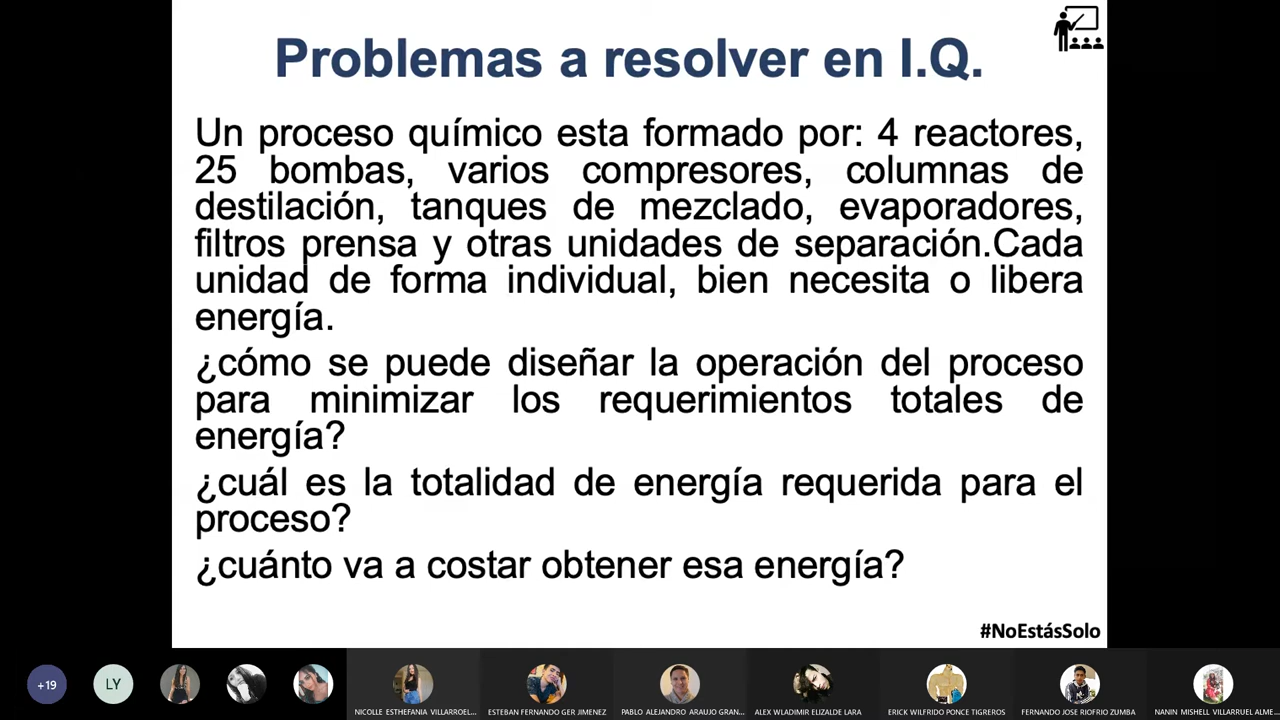 Problemas a resolver en I.Q.
Un proceso químico esta formado por: 4 reactores,
25 bombas, varios compresores, columnas de
destilación, tanques de mezclado, evaporadores,
filtros prensa y otras unidades de separación.Cada
unidad de forma individual, bien necesita o libera
energía.
¿cómo se puede diseñar la operación del proceso
para minimizar los requerimientos totales de
energía?
¿cuál es la totalidad de energía requerida para el
proceso?
¿cuánto va a costar obtener esa energía?
#NoEstásSolo
+19
LY
NICOLLE ESTHEFANIA VILLARROEL...
ESTEBAN FERNANDO GER JIMENEZ
PABLO ALEJANDRO ARAUJO GRAN...
ALEX WLADIMIR ELIZALDE LARA
ERICK WILFRIDO PONCE TIGREROS
FERNANDO JOSE RIOFRIO ZUMBA
NANIN MISHELL VILLARRUEL ALME